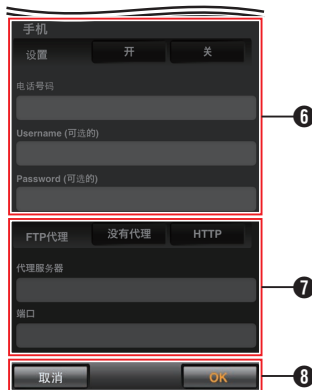 手机
设置 开 关
电话号码
Username (可选的)
Password (可选的)
6
FTP代理 没有代理 HTTP
代理服务器
端口
7
取消 OK
8